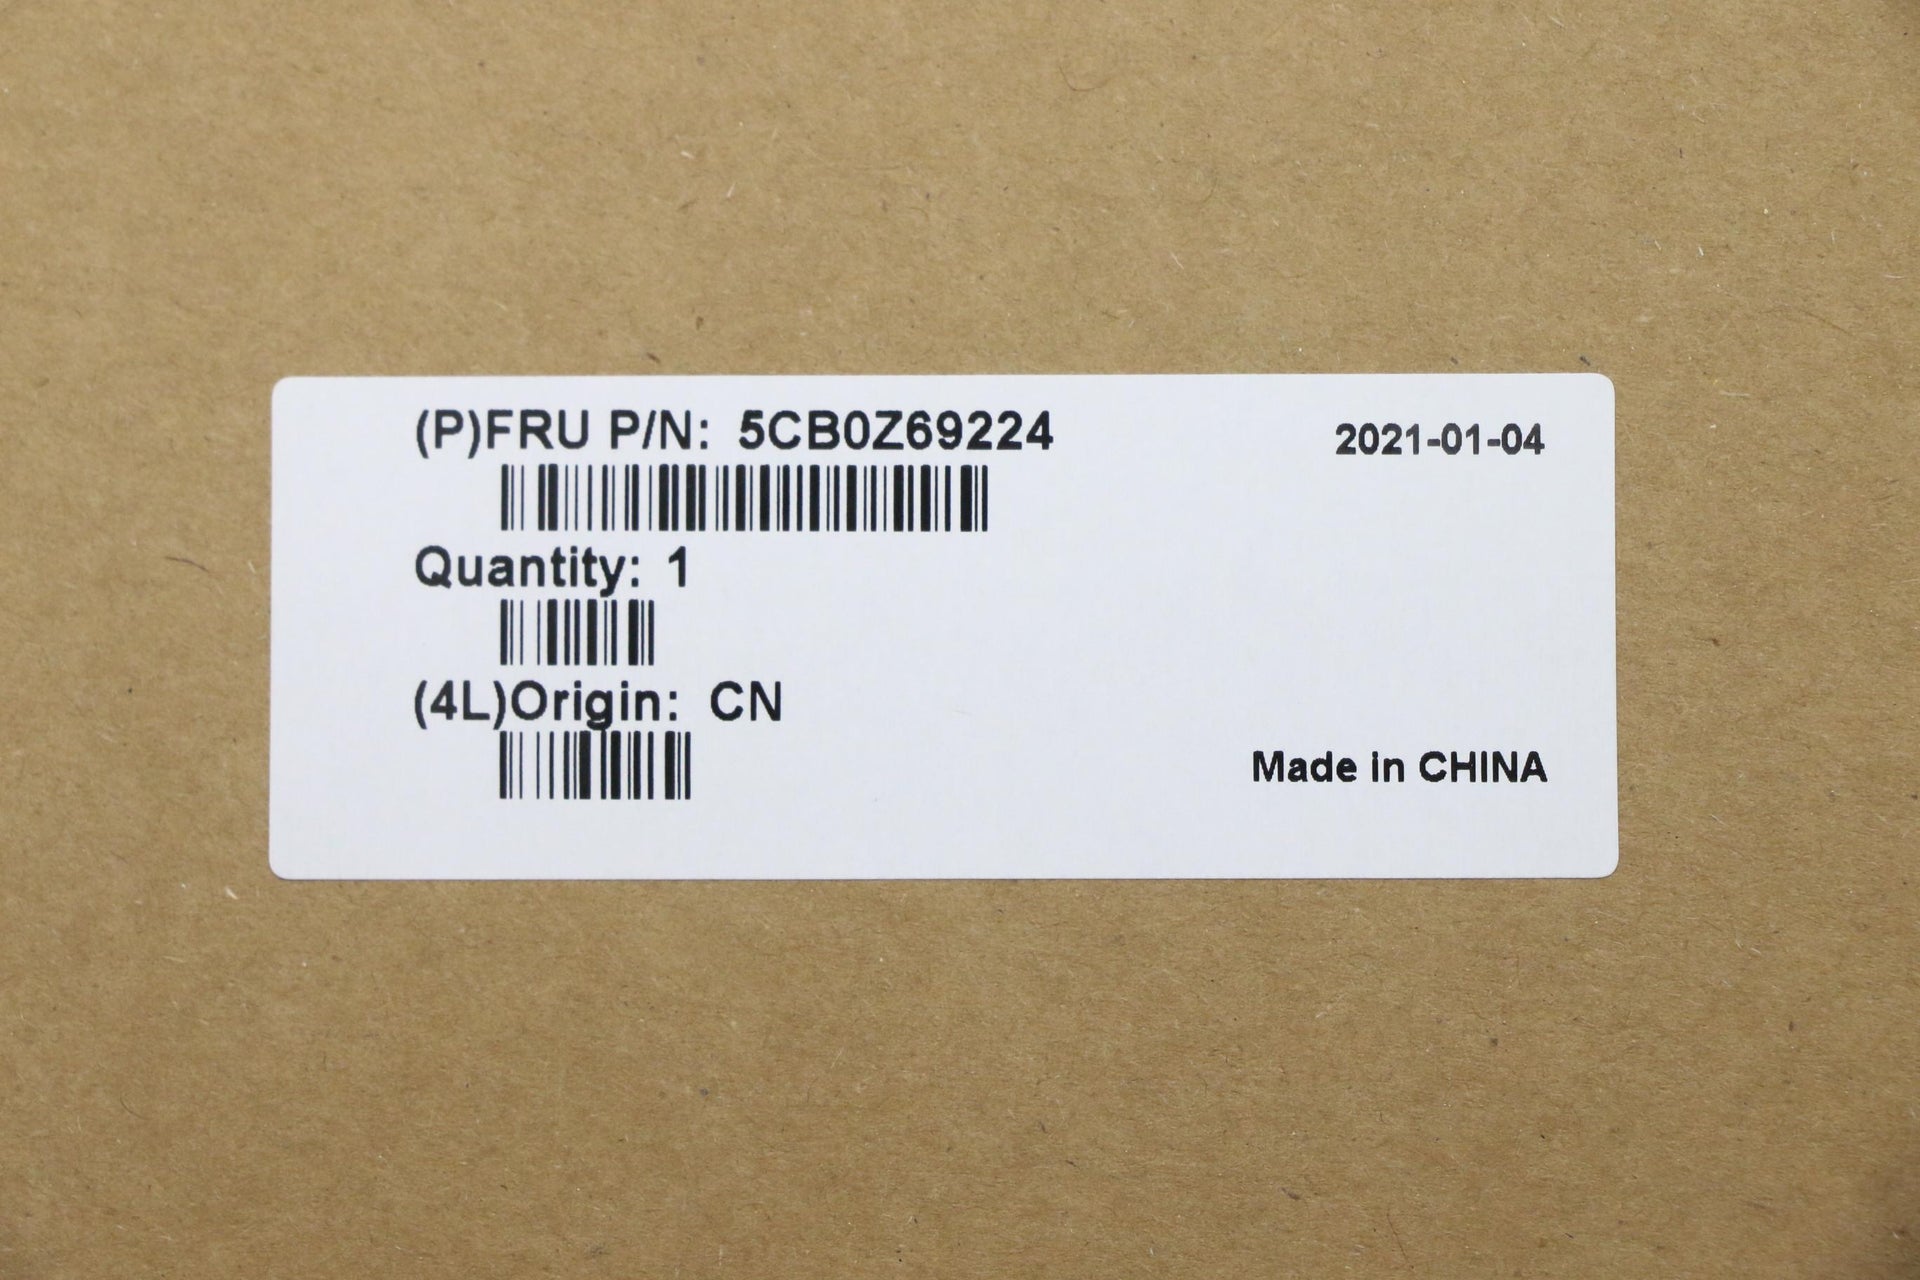 (P)FRU P/N: 5CB0Z69224
2021-01-04
Quantity: 1
(4L)Origin: CN
Made in CHINA